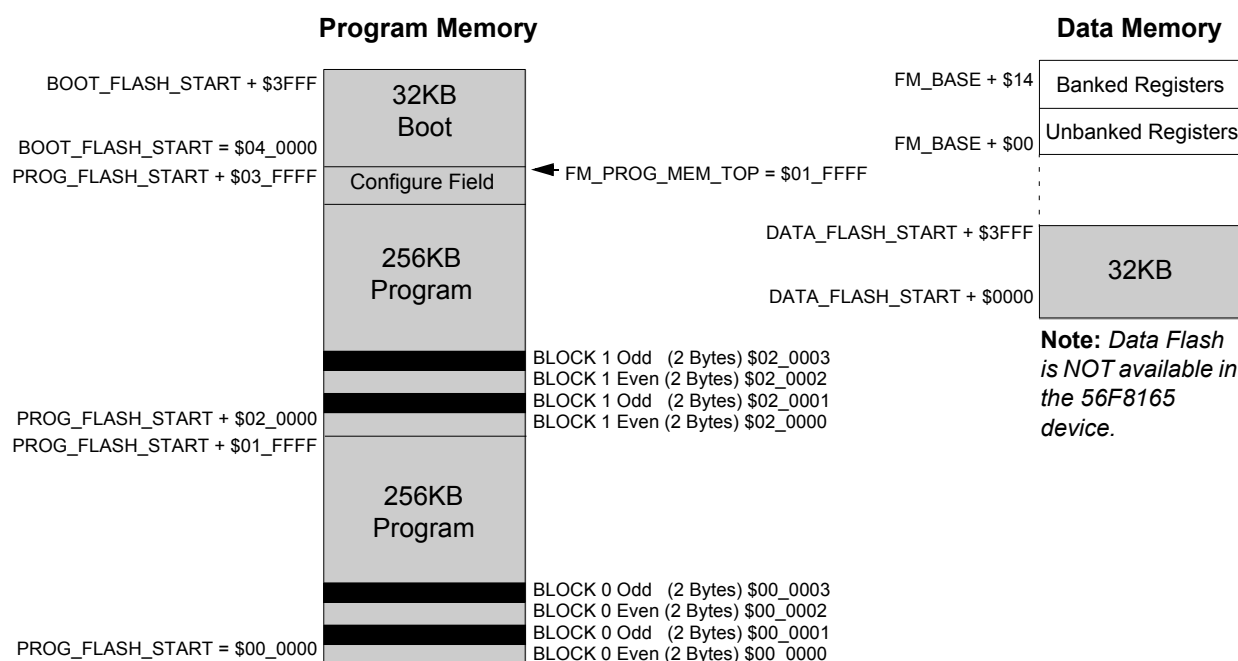 Program Memory
BOOT_FLASH_START + $3FFF
32KB
Boot
BOOT_FLASH_START = $04_0000
PROG_FLASH_START + $03_FFFF
Configure Field
FM_PROG_MEM_TOP = $01_FFFF
256KB
Program
BLOCK 1 Odd (2 Bytes) $02_0003
BLOCK 1 Even (2 Bytes) $02_0002
BLOCK 1 Odd (2 Bytes) $02_0001
BLOCK 1 Even (2 Bytes) $02_0000
PROG_FLASH_START + $02_0000
PROG_FLASH_START + $01_FFFF
256KB
Program
BLOCK 0 Odd (2 Bytes) $00_0003
BLOCK 0 Even (2 Bytes) $00_0002
BLOCK 0 Odd (2 Bytes) $00_0001
BLOCK 0 Even (2 Bytes) $00_0000
PROG_FLASH_START = $00_0000
Data Memory
FM_BASE + $14
Banked Registers
Unbanked Registers
FM_BASE + $00
DATA_FLASH_START + $3FFF
32KB
DATA_FLASH_START + $0000
Note: Data Flash
is NOT available in
the 56F8165
device.